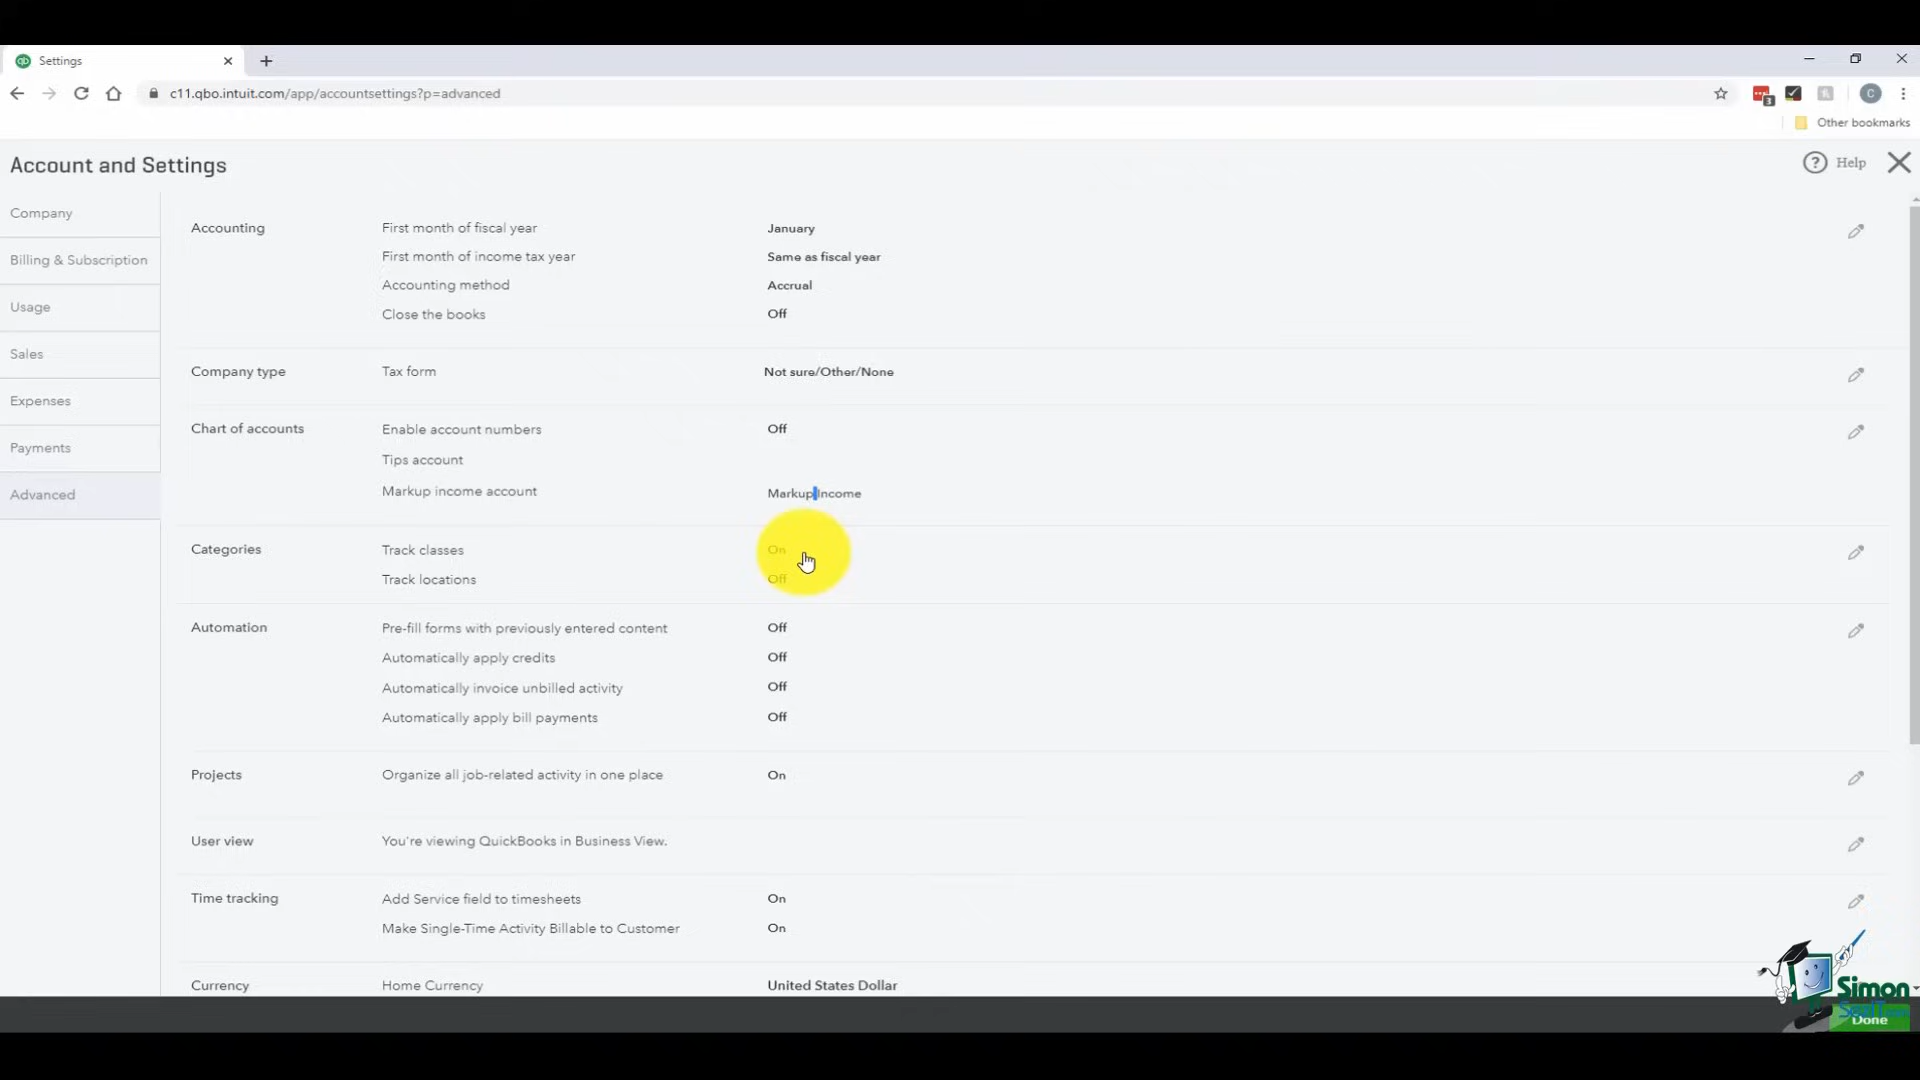 Settings
c11.qbo.intuit.com/app/accountsettings?p=advanced
3
C
Other bookmarks
Account and Settings
Help
Company
Billing & Subscription
Usage
Sales
Expenses
Payments
Advanced
Accounting
First month of fiscal year January
First month of income tax year Same as fiscal year
Accounting method Accrual
Close the books Off
Company type Tax form Not sure/Other/None
Chart of accounts Enable account numbers Off
Tips account
Markup income account Markup Income
Categories Track classes On
Track locations Off
Automation Pre-fill forms with previously entered content Off
Automatically apply credits Off
Automatically invoice unbilled activity Off
Automatically apply bill payments Off
Projects Organize all job-related activity in one place On
User view You're viewing QuickBooks in Business View.
Time tracking Add Service field to timesheets On
Make Single-Time Activity Billable to Customer On
Currency Home Currency United States Dollar
Simon
Done